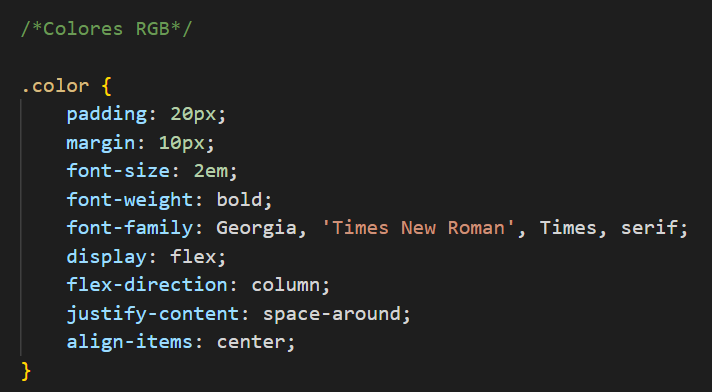 /*Colores RGB*/
.color {
padding: 20px;
margin: 10px;
font-size: 2em;
font-weight: bold;
font-family: Georgia, 'Times New Roman', Times, serif;
display: flex;
flex-direction: column;
justify-content: space-around;
align-items: center;
}